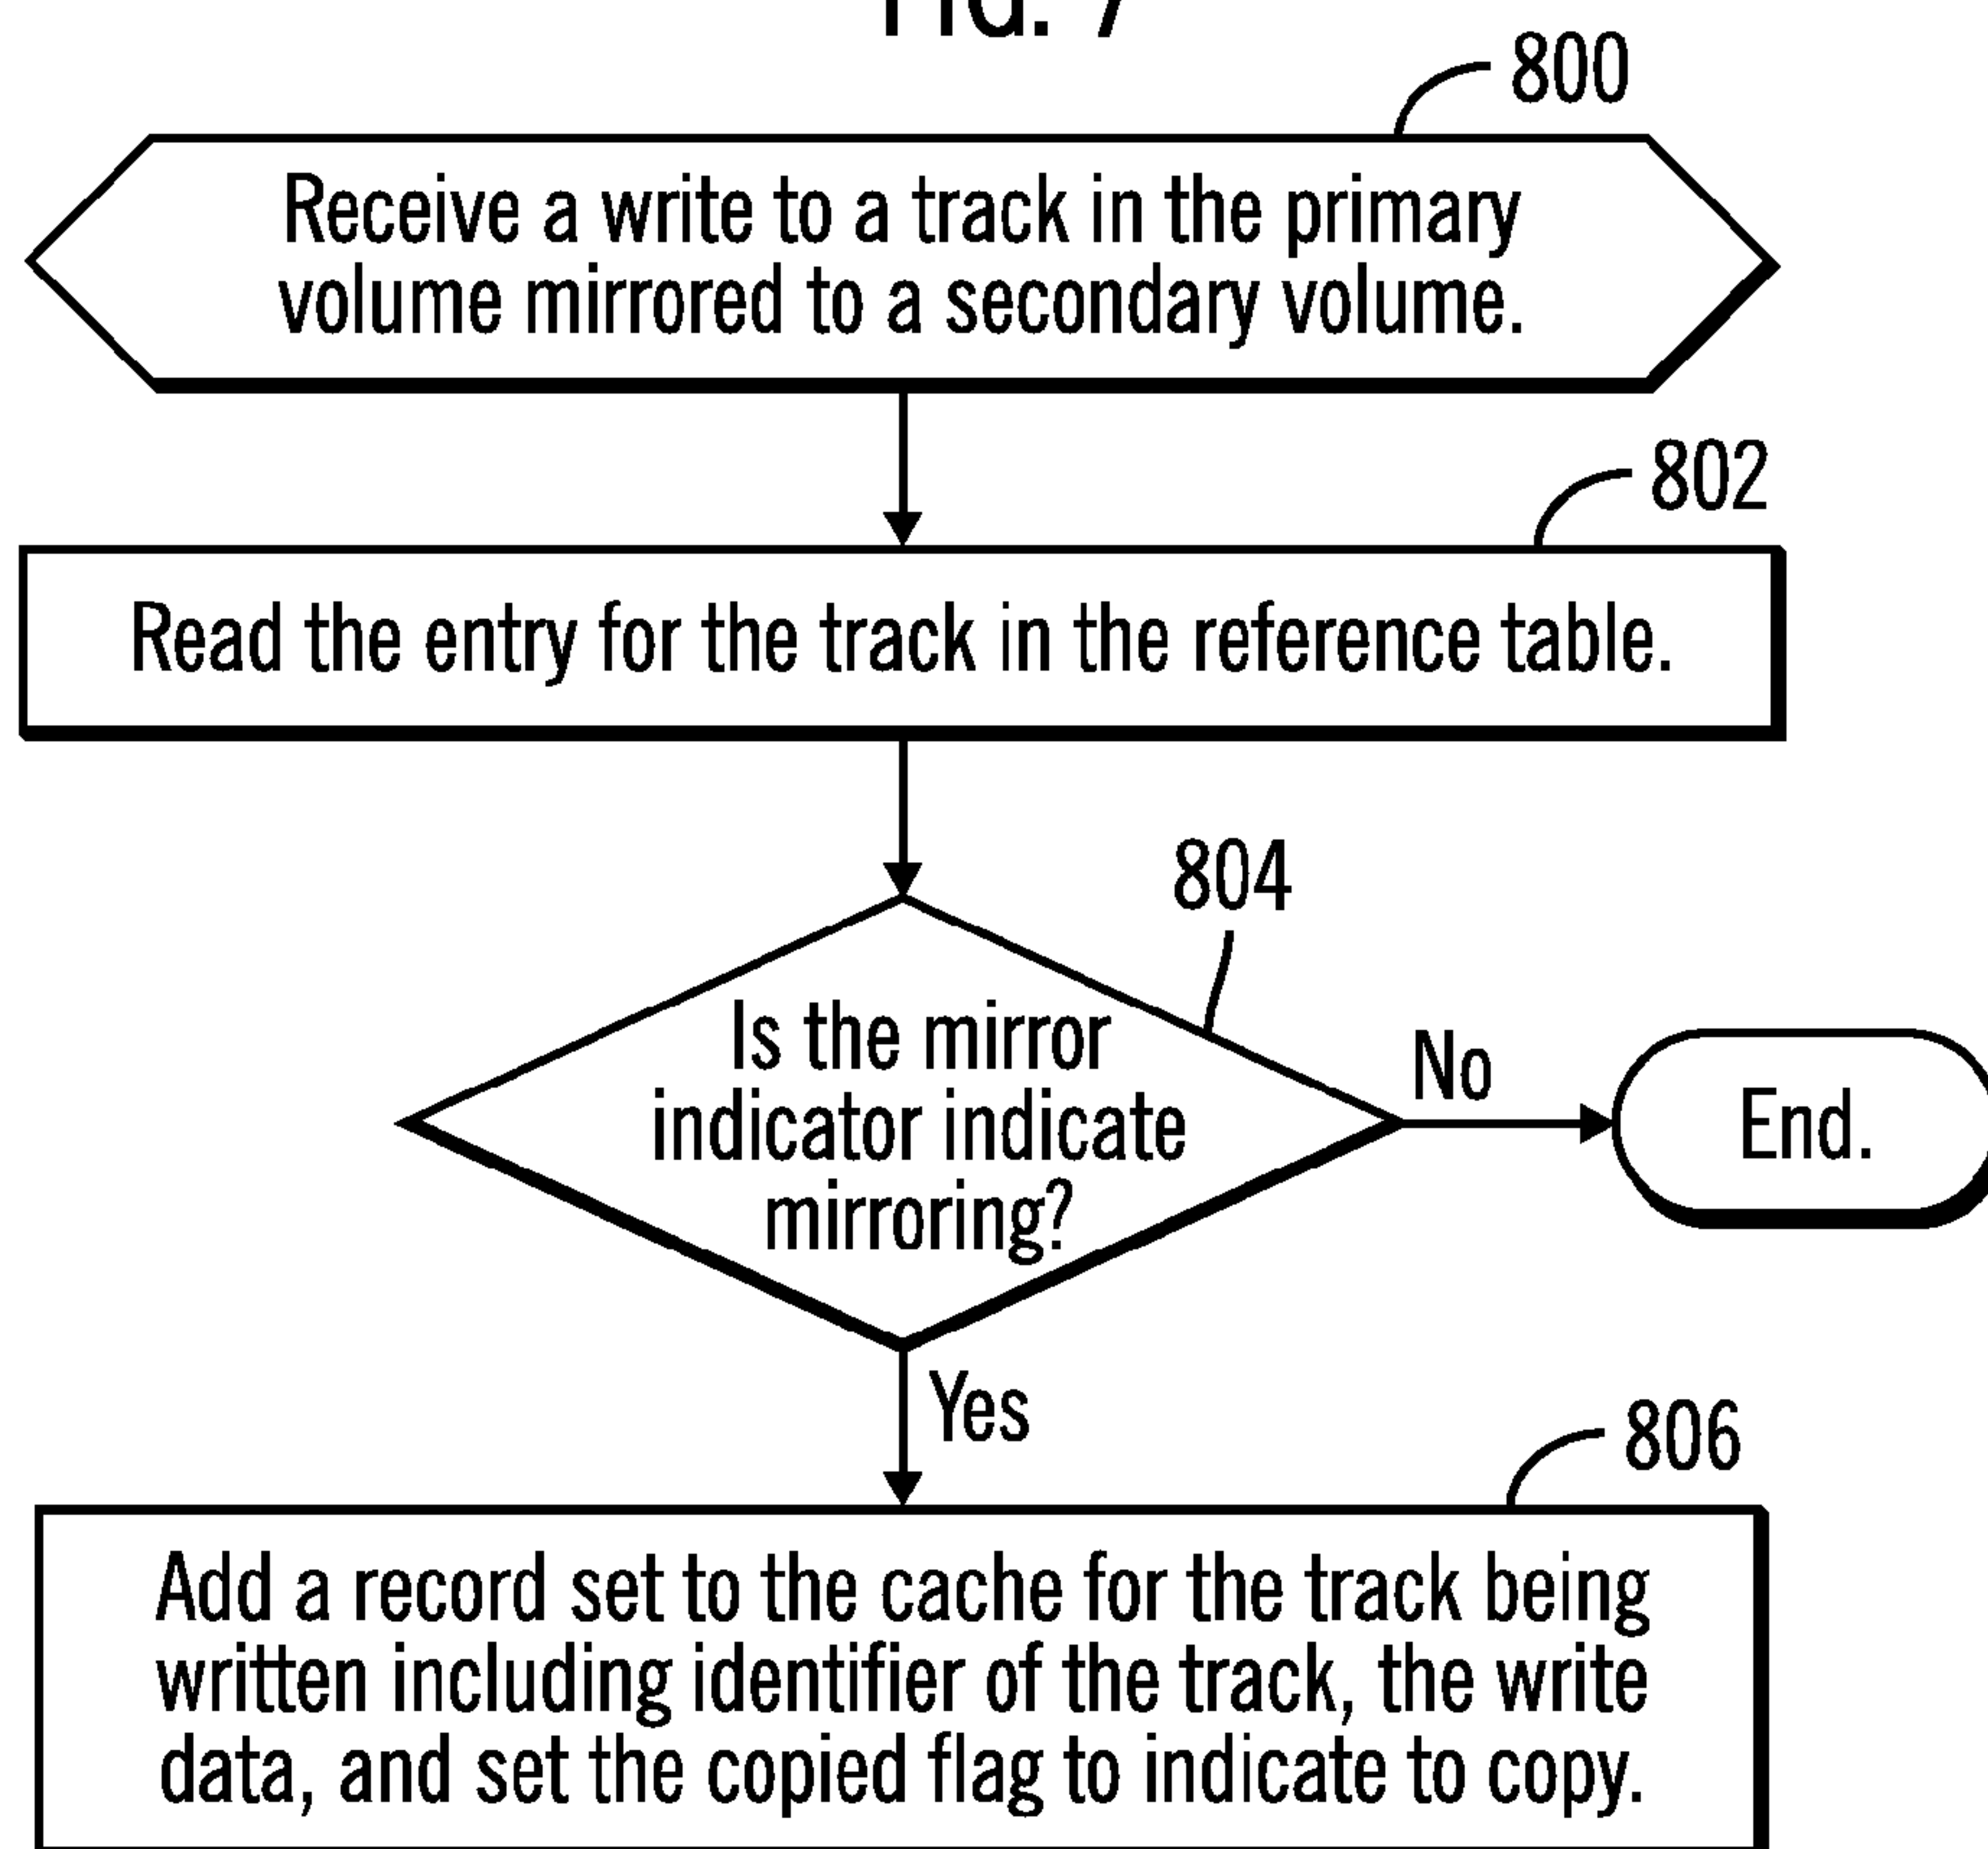 FIG. 7
800
Receive a write to a track in the primary
volume mirrored to a secondary volume.
802
Read the entry for the track in the reference table.
804
Is the mirror
indicator indicate
mirroring?
No
End.
Yes
806
Add a record set to the cache for the track being
written including identifier of the track, the write
data, and set the copied flag to indicate to copy.